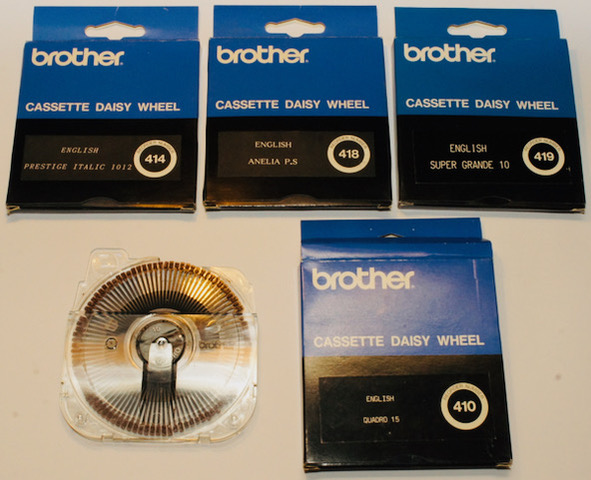 brother
CASSETTE DAISY WHEEL
ENGLISH
PRESTIGE ITALIC 1012
414
brother
CASSETTE DAISY WHEEL
ENGLISH
ANELIA P.S
418
brother
CASSETTE DAISY WHEEL
ENGLISH
SUPER GRANDE 10
419
brother
CASSETTE DAISY WHEEL
ENGLISH
QUADRO 15
410